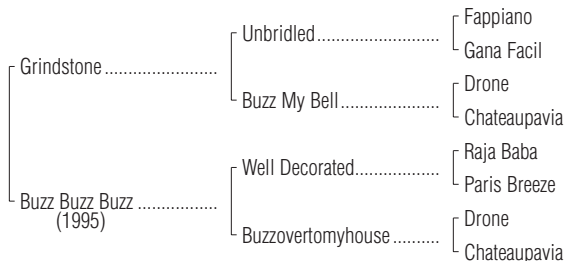 Grindstone
Buzz Buzz Buzz
(1995)
Unbridled
Buzz My Bell
Well Decorated
Buzzovertomyhouse
Fappiano
Gana Facil
Drone
Chateaupavia
Raja Baba
Paris Breeze
Drone
Chateaupavia